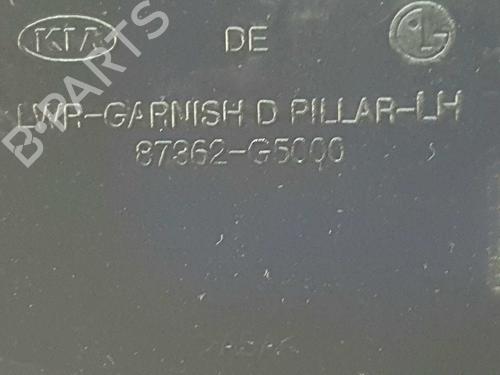 KIA DE LG
LWR-GARNISH D PILLAR-LH
87362-G5000
B-PARTS